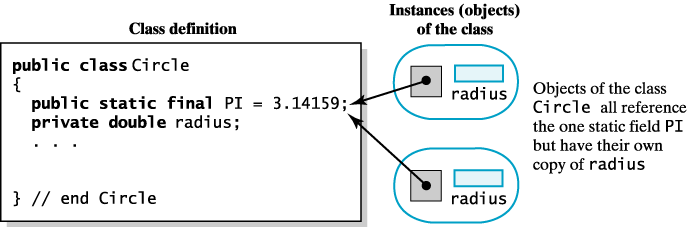 Class definition
Instances (objects)
of the class
public class Circle
{
public static final PI = 3.14159;
private double radius;
. . .
} // end Circle
radius
radius
Objects of the class
Circle all reference
the one static field PI
but have their own
copy of radius